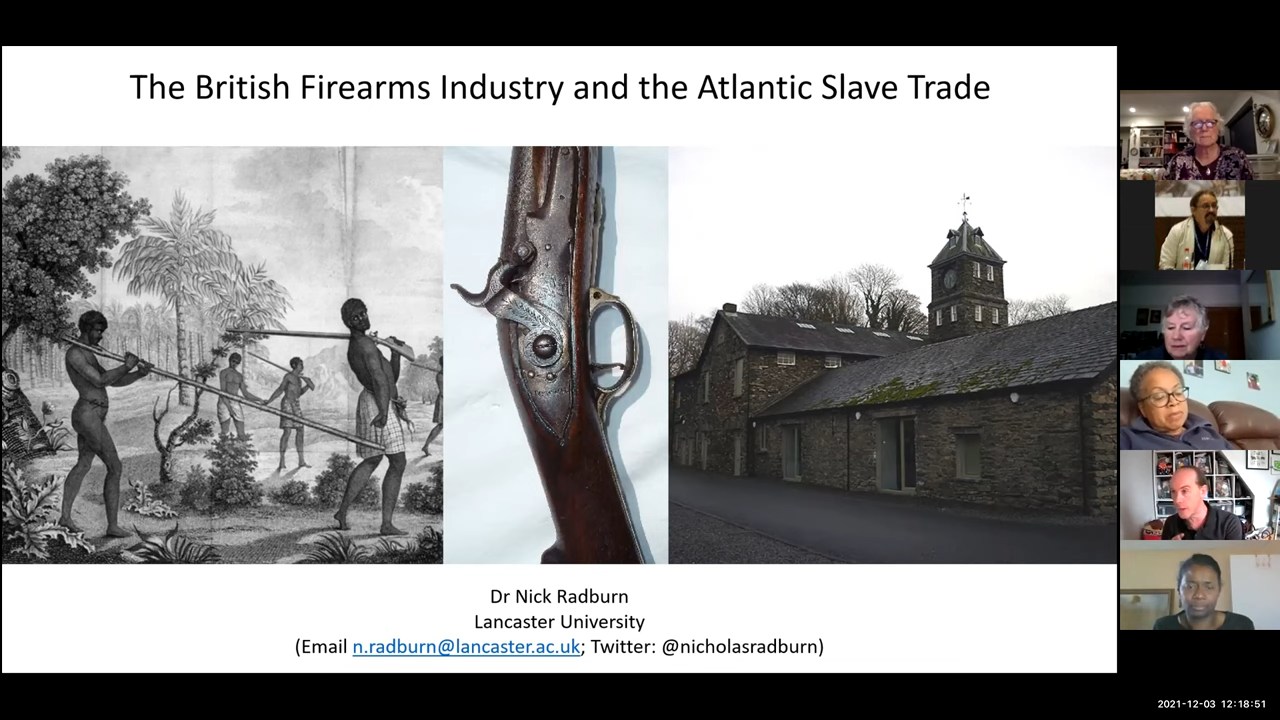 The British Firearms Industry and the Atlantic Slave Trade
Dr Nick Radburn
Lancaster University
(Email n.radburn@lancaster.ac.uk; Twitter: @nicholasradburn)
2021-12-03 12:18:51